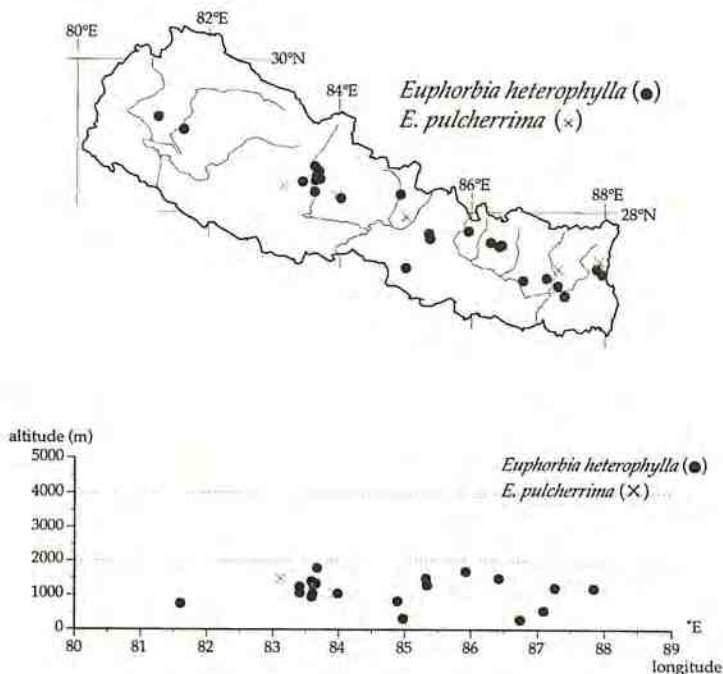 82°E
80°E
30°N
84°E
Euphorbia heterophylla (●)
E. pulcherrima (×)
86°E
88°E
28°N
altitude (m)
5000
4000
3000
2000
1000
0
Euphorbia heterophylla (●)
E. pulcherrima (×)
°E
80 81 82 83 84 85 86 87 88 89
longitude